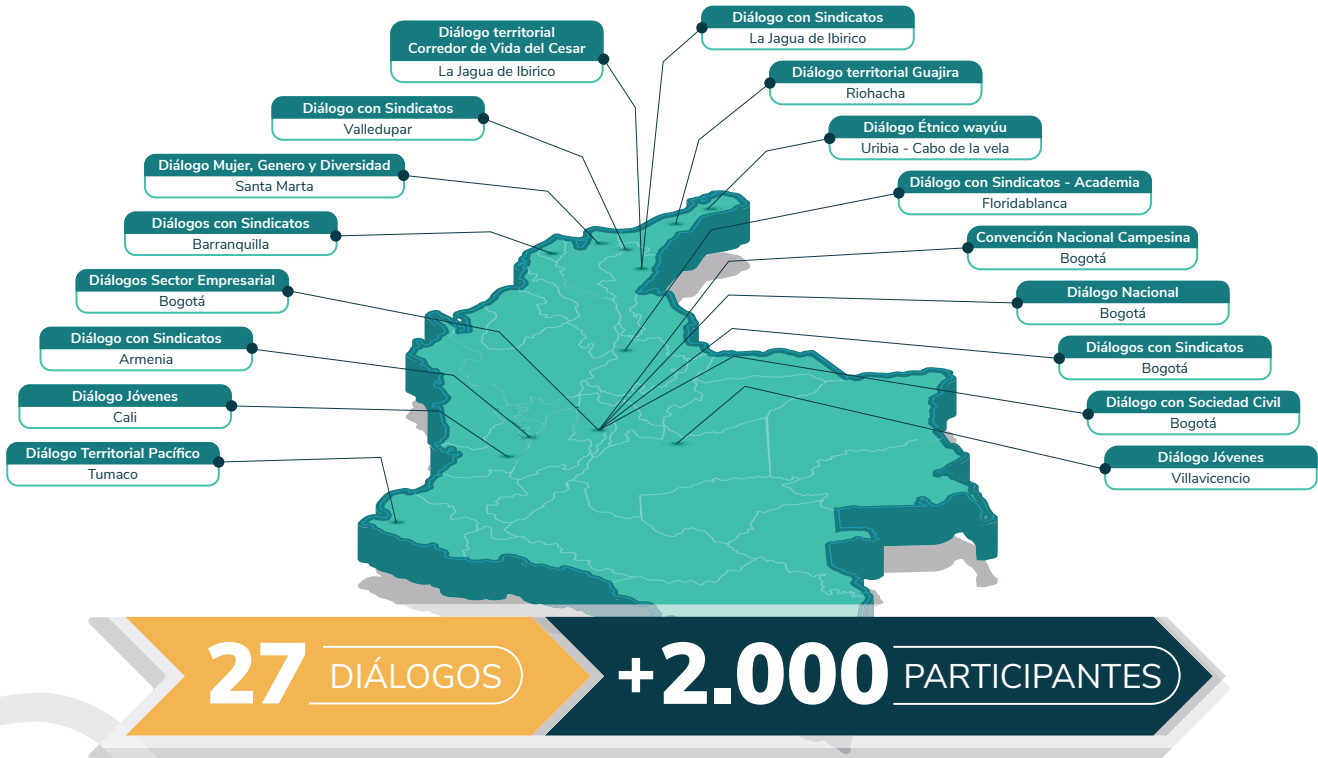 Diálogo territorial
Corredor de Vida del Cesar
La Jagua de Ibirico
Diálogo con Sindicatos
Valledupar
Diálogo Mujer, Genero y Diversidad
Santa Marta
Diálogos con Sindicatos
Barranquilla
Diálogos Sector Empresarial
Bogotá
Diálogo con Sindicatos
Armenia
Diálogo Jóvenes
Cali
Diálogo Territorial Pacífico
Tumaco
Diálogo con Sindicatos
La Jagua de Ibirico
Diálogo territorial Guajira
Riohacha
Diálogo Étnico wayúu
Uribia - Cabo de la vela
Diálogo con Sindicatos - Academia
Floridablanca
Convención Nacional Campesina
Bogotá
Diálogo Nacional
Bogotá
Diálogos con Sindicatos
Bogotá
Diálogo con Sociedad Civil
Bogotá
Diálogo Jóvenes
Villavicencio
27 DIÁLOGOS
+2.000 PARTICIPANTES